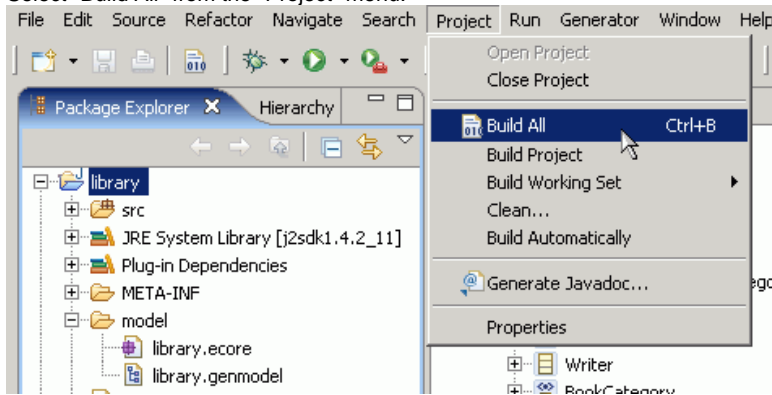 Select "Build All" from the "Project" menu.
File Edit Source Refactor Navigate Search Project Run Generator Window Help
Open Project
Close Project
Package Explorer Hierarchy
Build All Ctrl+B
Build Project
Build Working Set
Clean...
Build Automatically
Generate Javadoc...
Properties
library
src
JRE System Library [j2sdk1.4.2_11]
Plug-in Dependencies
META-INF
model
library.ecore
library.genmodel
Writer
BookCategory